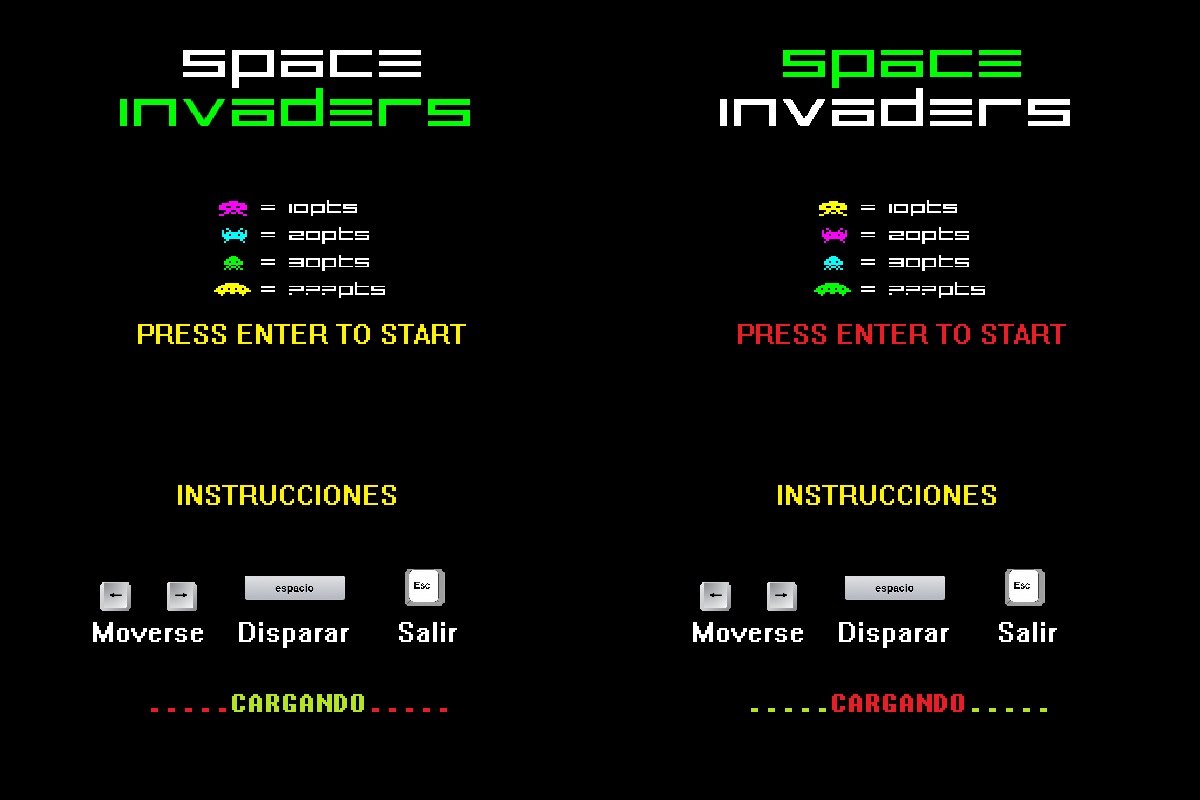 space
invaders
= 10pts
= 20pts
= 30pts
= ???pts
PRESS ENTER TO START
INSTRUCCIONES
← → espacio Esc
Moverse Disparar Salir
.....CARGANDO.....
space
invaders
= 10pts
= 20pts
= 30pts
= ???pts
PRESS ENTER TO START
INSTRUCCIONES
← → espacio Esc
Moverse Disparar Salir
.....CARGANDO.....